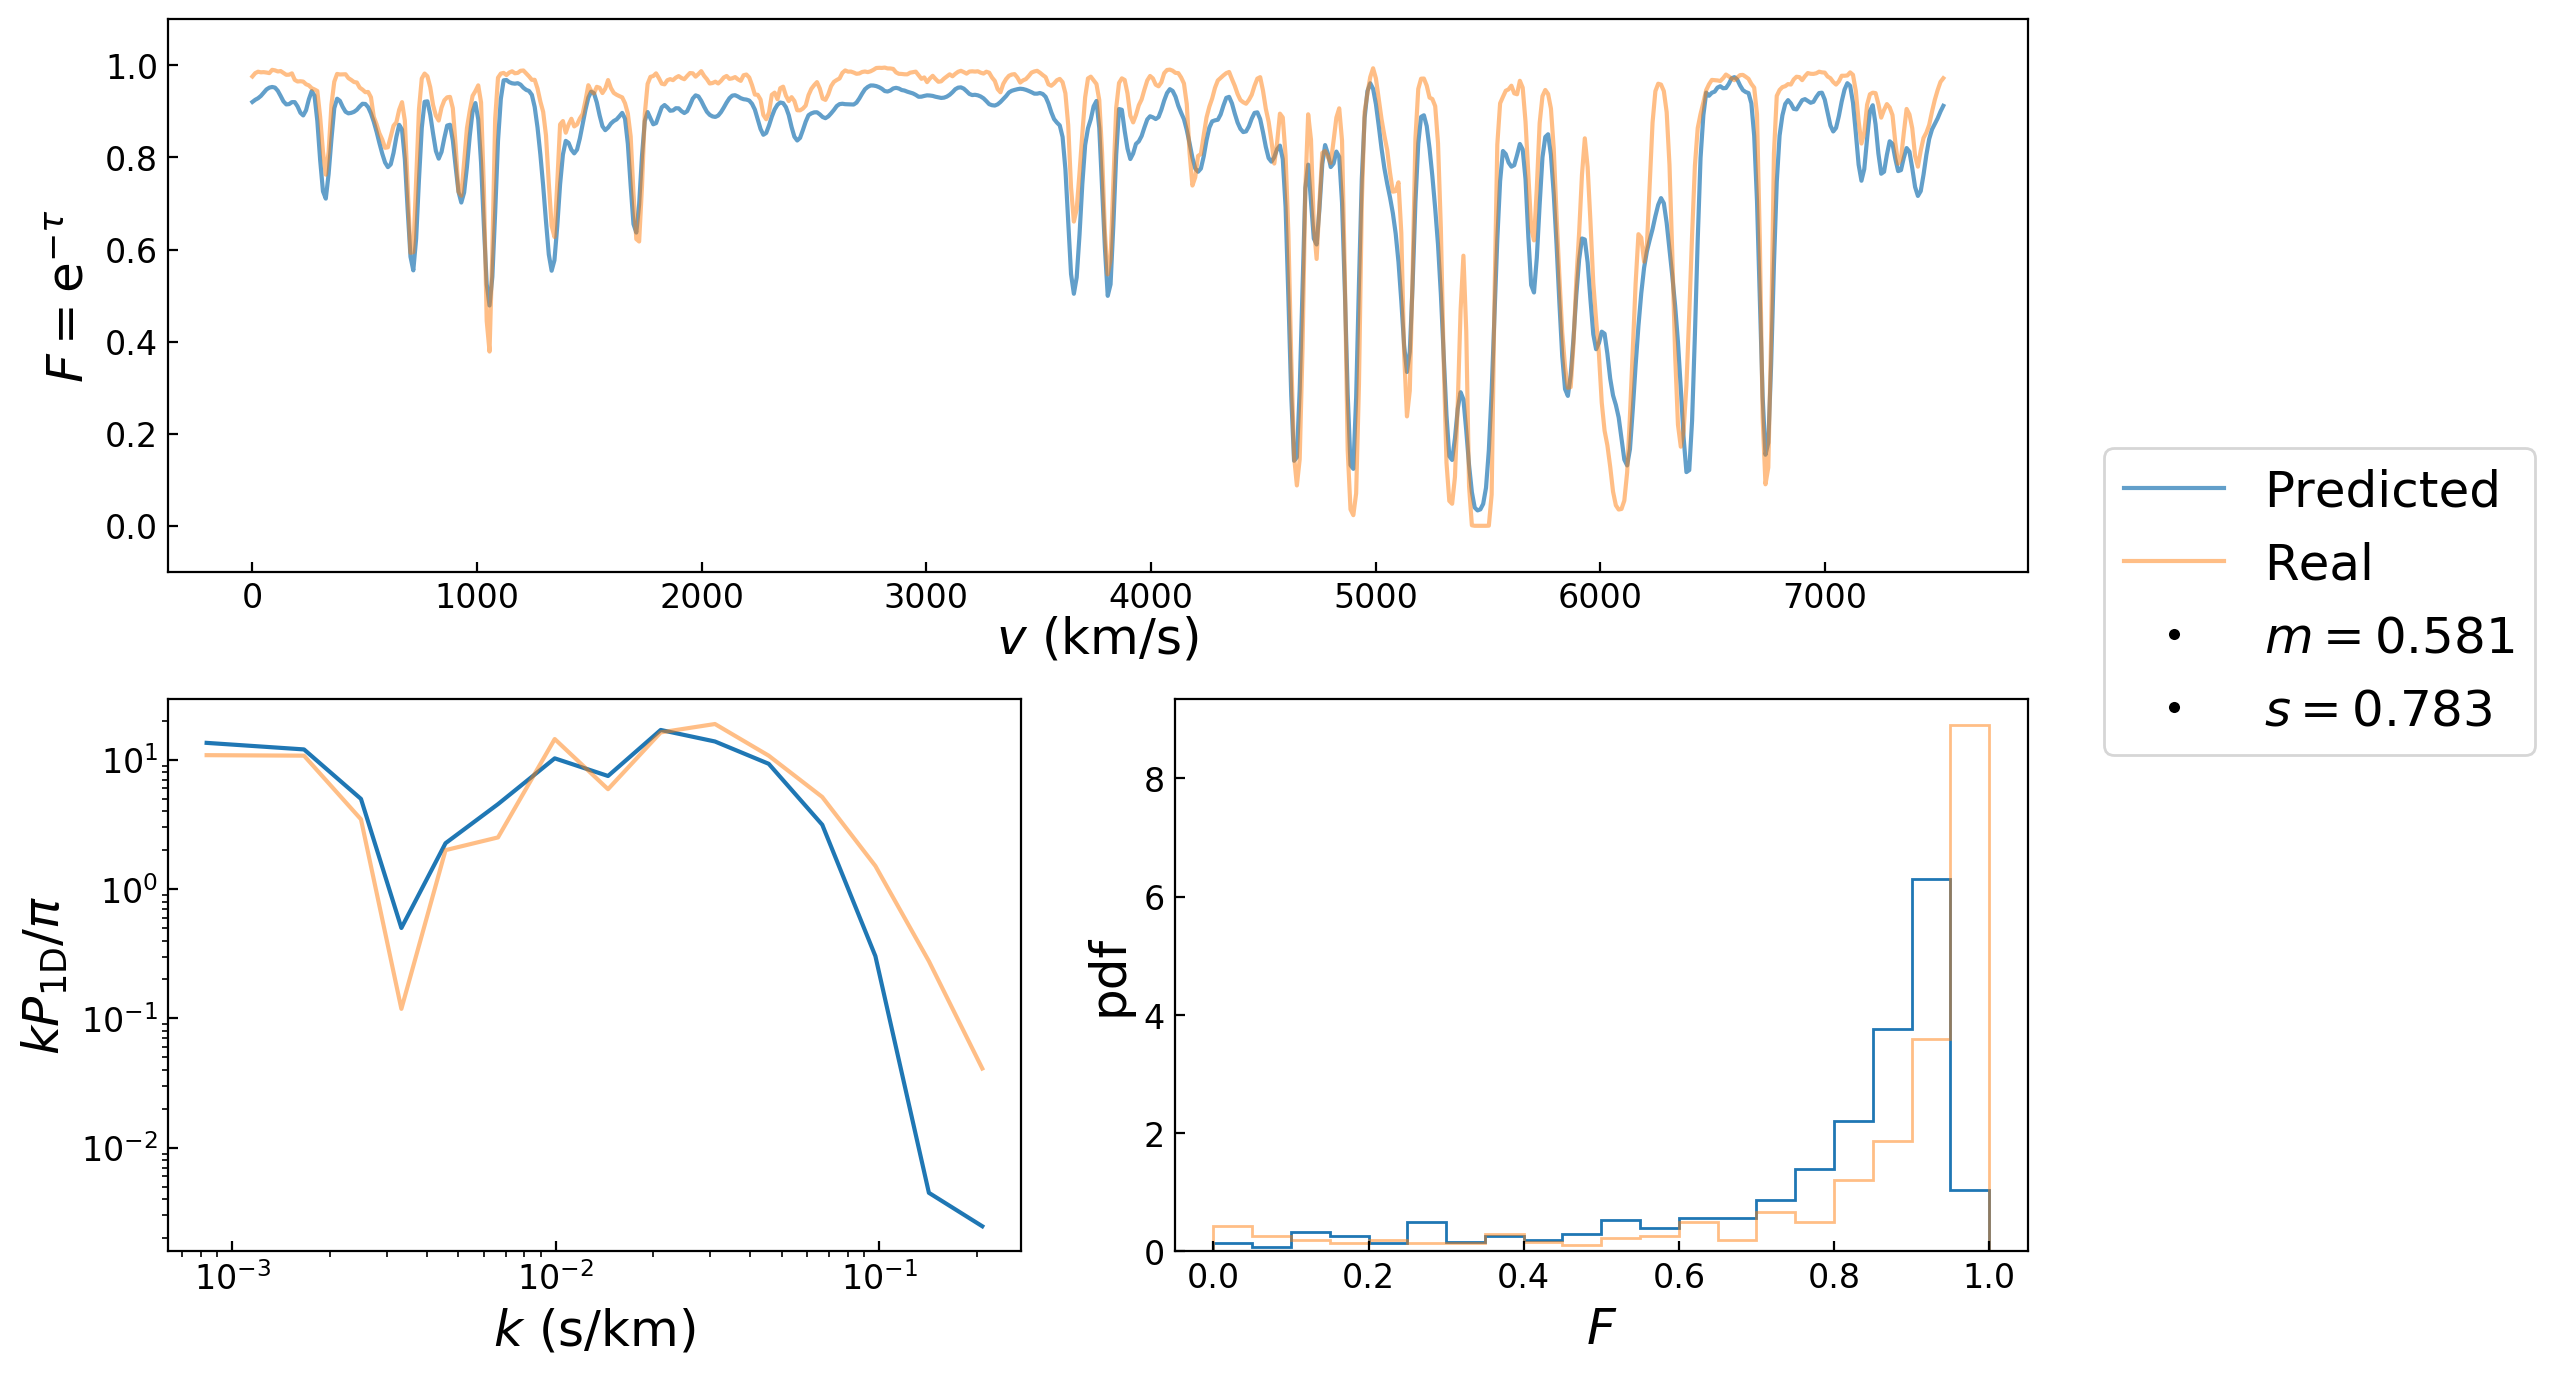 F = e^{−τ}
1.0
0.8
0.6
0.4
0.2
0.0
0 1000 2000 3000 4000 5000 6000 7000
v (km/s)
Predicted
Real
m = 0.581
s = 0.783
kP_{1D}/π
10^1
10^0
10^{−1}
10^{−2}
10^{−3} 10^{−2} 10^{−1}
k (s/km)
pdf
8
6
4
2
0
0.0 0.2 0.4 0.6 0.8 1.0
F